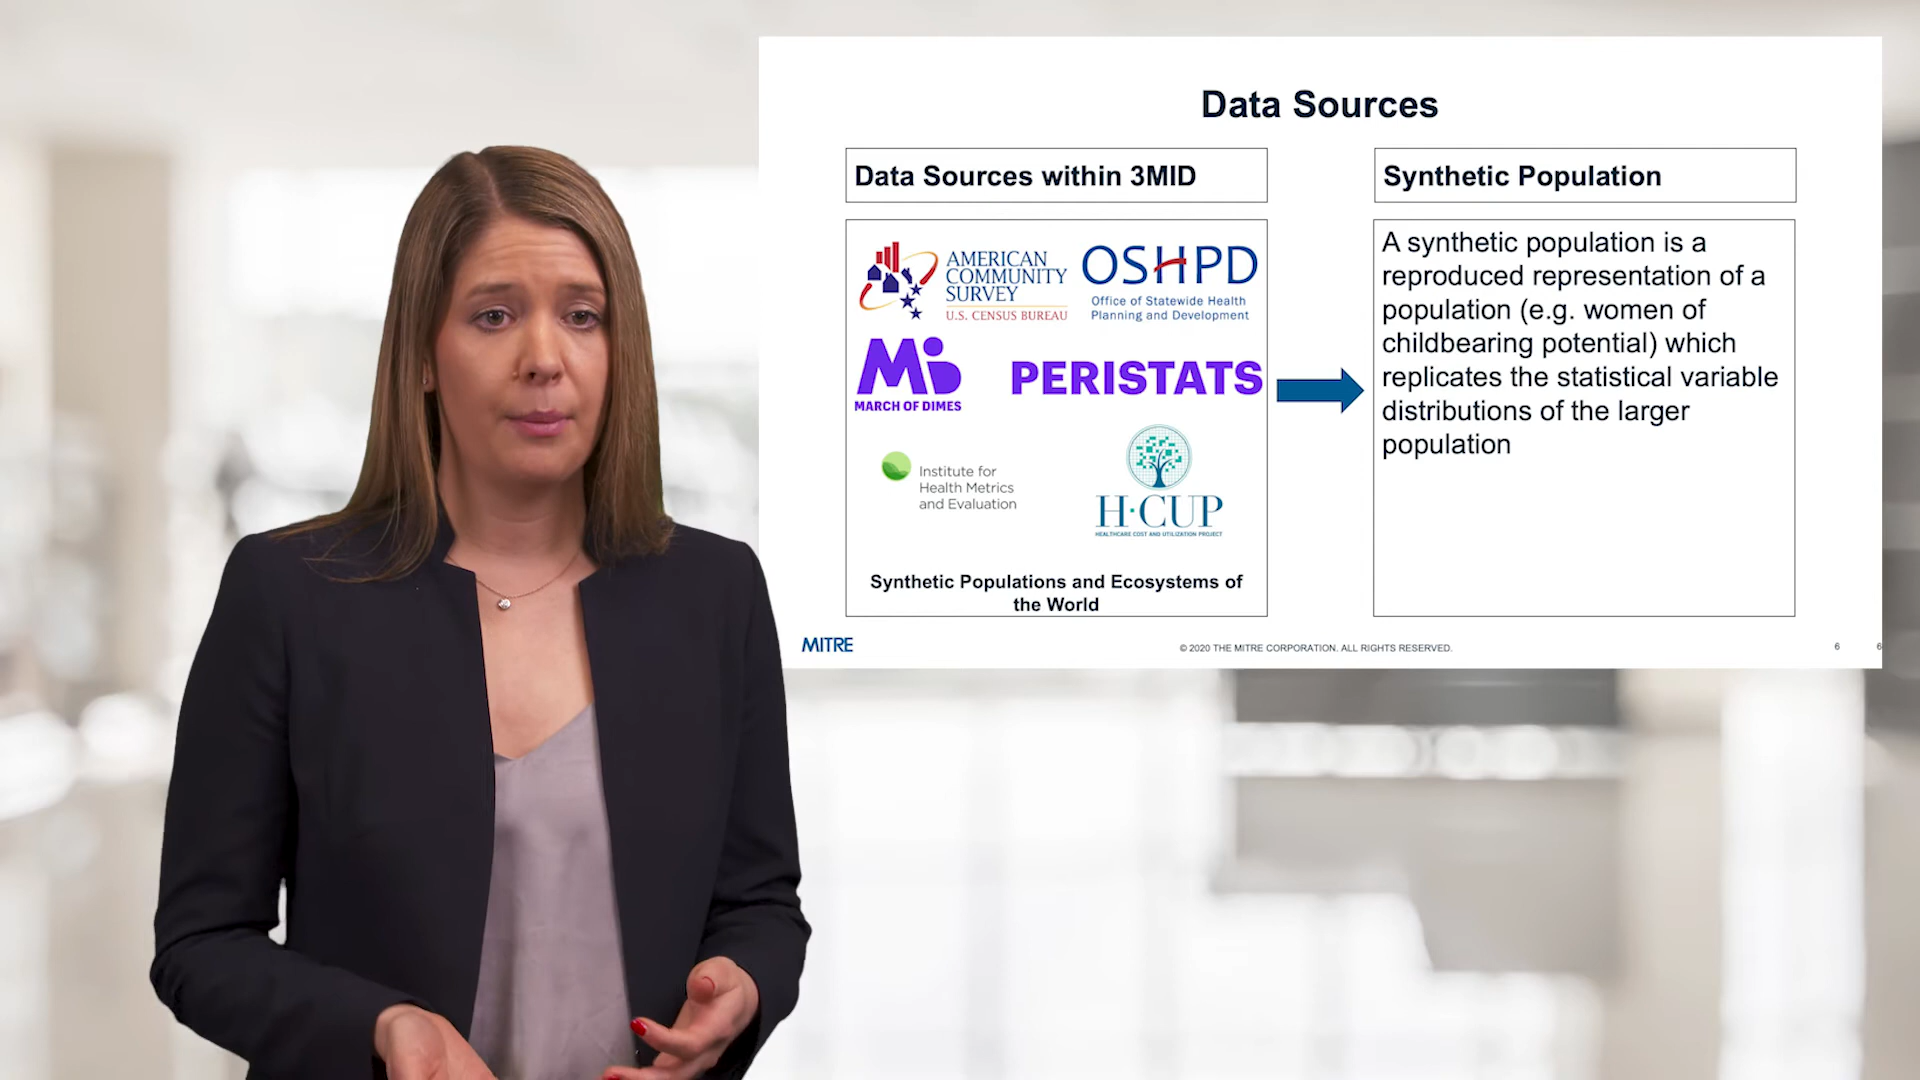 Data Sources
Data Sources within 3MID
AMERICAN
COMMUNITY
SURVEY
U.S. CENSUS BUREAU
OSHPD
Office of Statewide Health
Planning and Development
MARCH OF DIMES
PERISTATS
Institute for
Health Metrics
and Evaluation
H·CUP
HEALTHCARE COST AND UTILIZATION PROJECT
Synthetic Populations and Ecosystems of
the World
Synthetic Population
A synthetic population is a
reproduced representation of a
population (e.g. women of
childbearing potential) which
replicates the statistical variable
distributions of the larger
population
MITRE
© 2020 THE MITRE CORPORATION. ALL RIGHTS RESERVED.
6
6